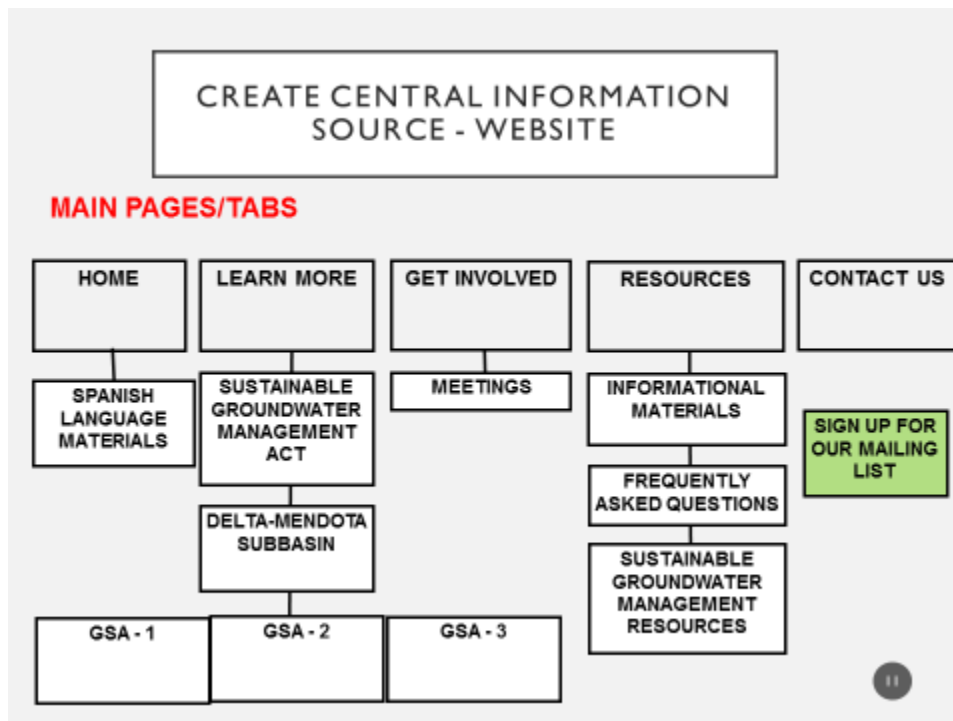 CREATE CENTRAL INFORMATION
SOURCE - WEBSITE
MAIN PAGES/TABS
HOME
LEARN MORE
GET INVOLVED
RESOURCES
CONTACT US
SPANISH
LANGUAGE
MATERIALS
SUSTAINABLE
GROUNDWATER
MANAGEMENT
ACT
MEETINGS
INFORMATIONAL
MATERIALS
SIGN UP FOR
OUR MAILING
LIST
DELTA-MENDOTA
SUBBASIN
FREQUENTLY
ASKED QUESTIONS
SUSTAINABLE
GROUNDWATER
MANAGEMENT
RESOURCES
GSA - 1
GSA - 2
GSA - 3
11